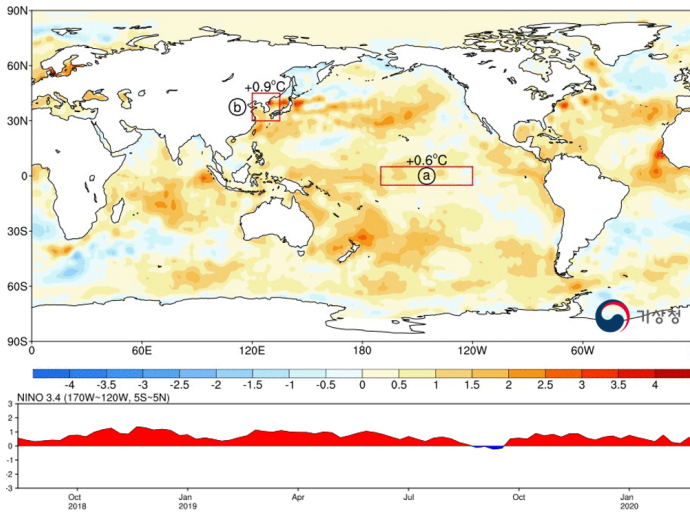 90N
60N
30N
0
30S
60S
90S
+0.9°C
ⓑ
+0.6°C
ⓐ
기상청
0 60E 120E 180 120W 60W
-4 -3.5 -3 -2.5 -2 -1.5 -1 -0.5 0 0.5 1 1.5 2 2.5 3 3.5 4
NINO 3.4 (170W~120W, 5S~5N)
3
2
1
0
-1
-2
-3
Oct Jan Apr Jul Oct Jan
2018 2019 2020